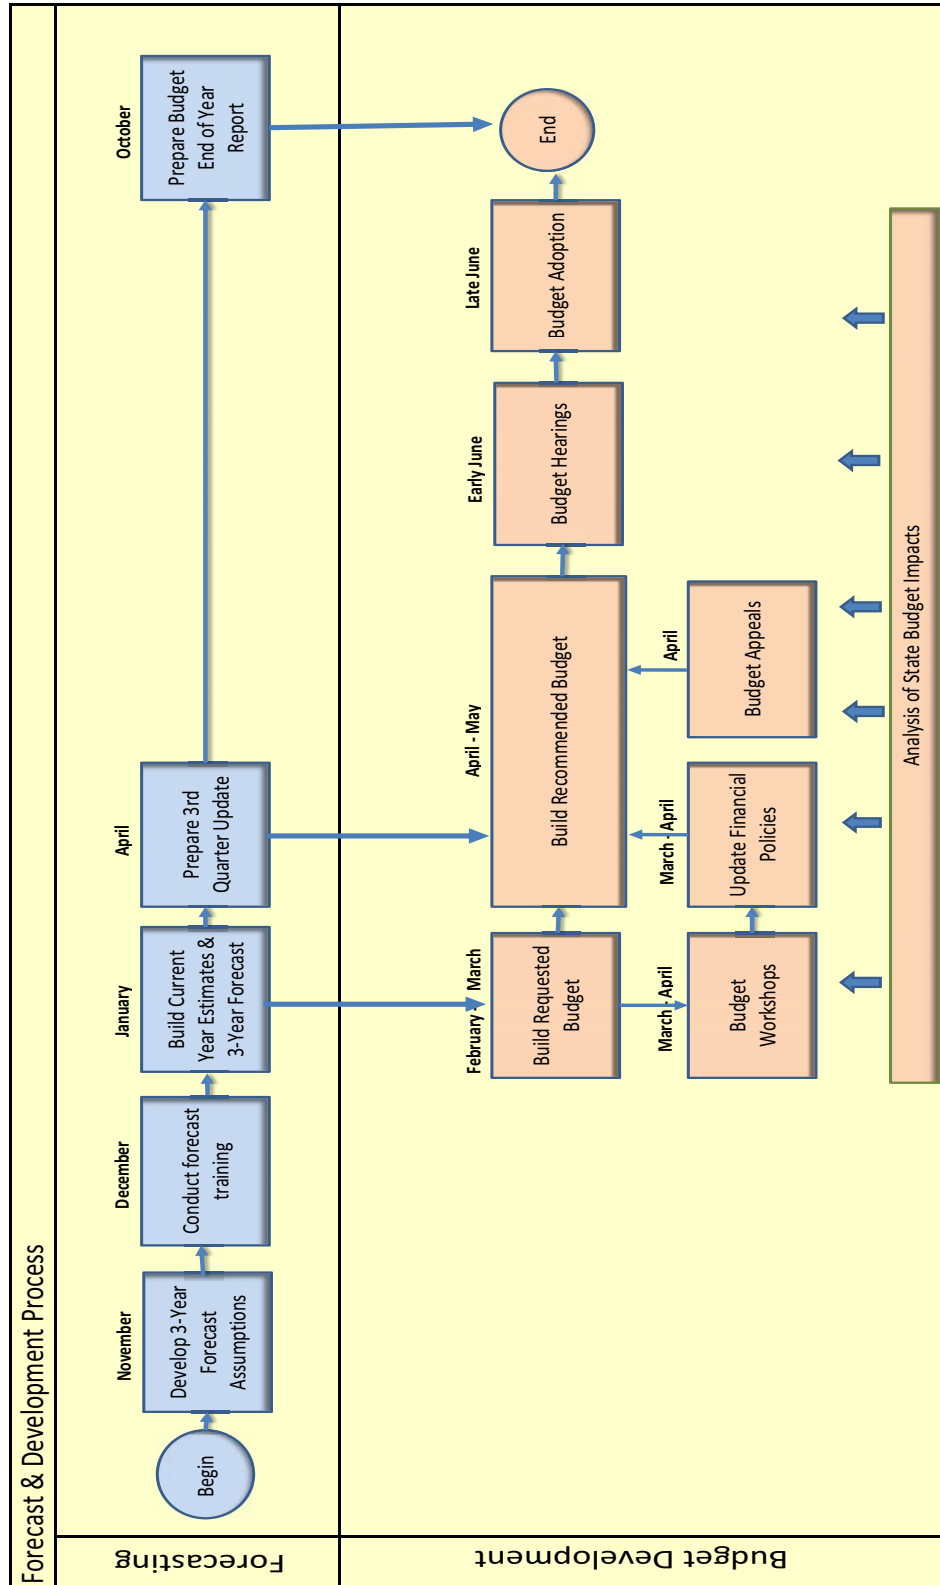 Forecast & Development Process
Forecasting
Begin
November
Develop 3-Year
Forecast
Assumptions
December
Conduct forecast
training
January
Build Current
Year Estimates &
3-Year Forecast
April
Prepare 3rd
Quarter Update
October
Prepare Budget
End of Year
Report
Budget Development
February - March
Build Requested
Budget
April - May
Build Recommended Budget
Early June
Budget Hearings
Late June
Budget Adoption
End
March - April
Budget
Workshops
March - April
Update Financial
Policies
April
Budget Appeals
Analysis of State Budget Impacts